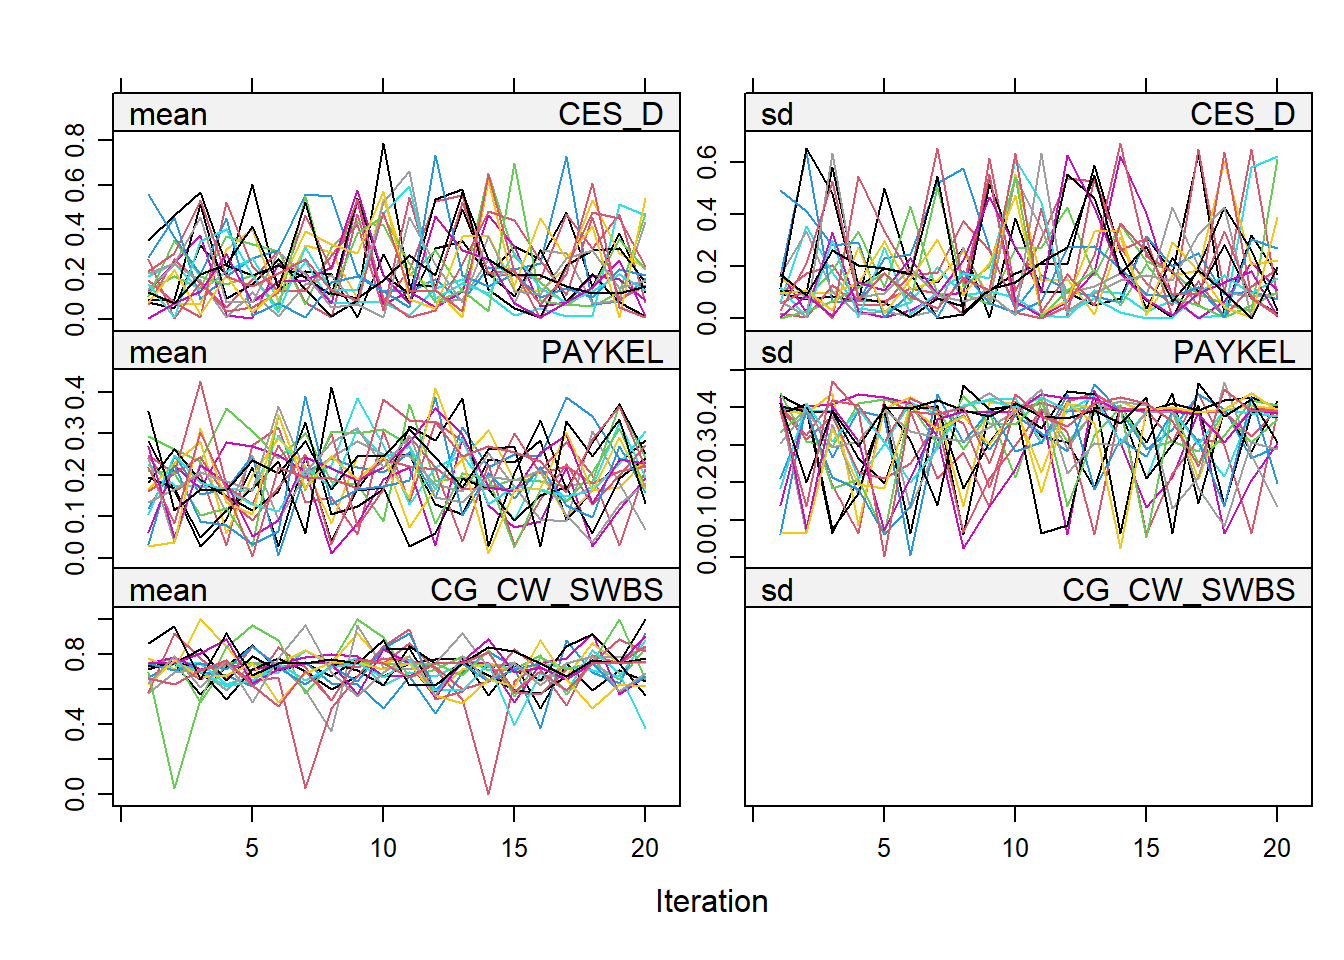 mean CES_D
sd CES_D
0.0 0.2 0.4 0.6 0.8
0.0 0.2 0.4 0.6
mean PAYKEL
sd PAYKEL
0.0 0.1 0.2 0.3 0.4
0.0 0.1 0.2 0.3 0.4
mean CG_CW_SWBS
sd CG_CW_SWBS
0.0 0.4 0.8
5 10 15 20
5 10 15 20
Iteration